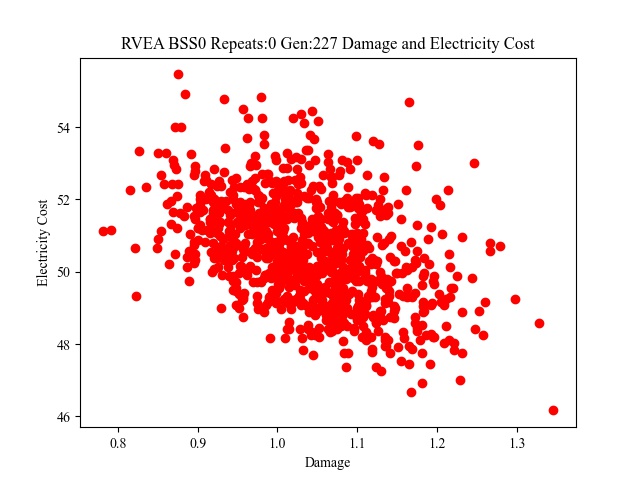 RVEA BSS0 Repeats:0 Gen:227 Damage and Electricity Cost
54
52
50
48
46
Electricity Cost
0.8 0.9 1.0 1.1 1.2 1.3
Damage